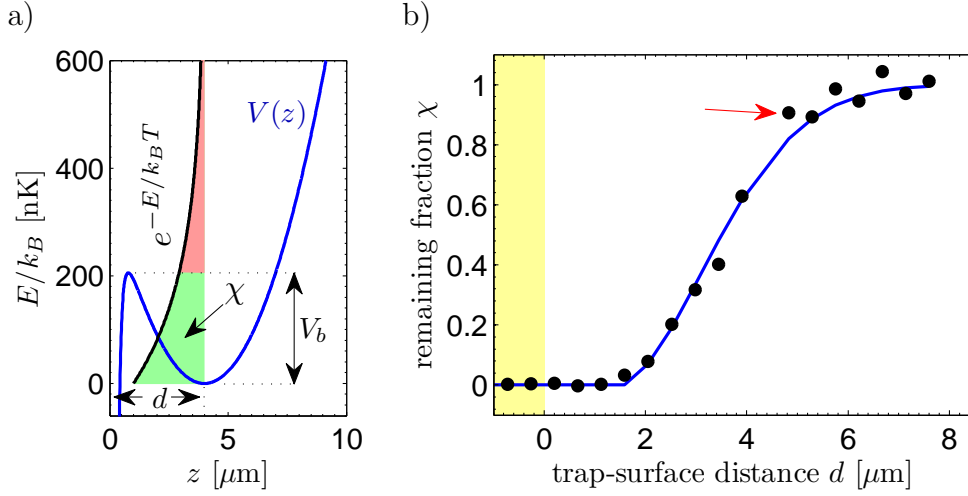 a)
600
400
200
0
E/k_B [nK]
e^{-E/k_BT}
V(z)
χ
V_b
d
0
5
10
z [μm]
b)
1
0.8
0.6
0.4
0.2
0
remaining fraction χ
0
2
4
6
8
trap-surface distance d [μm]